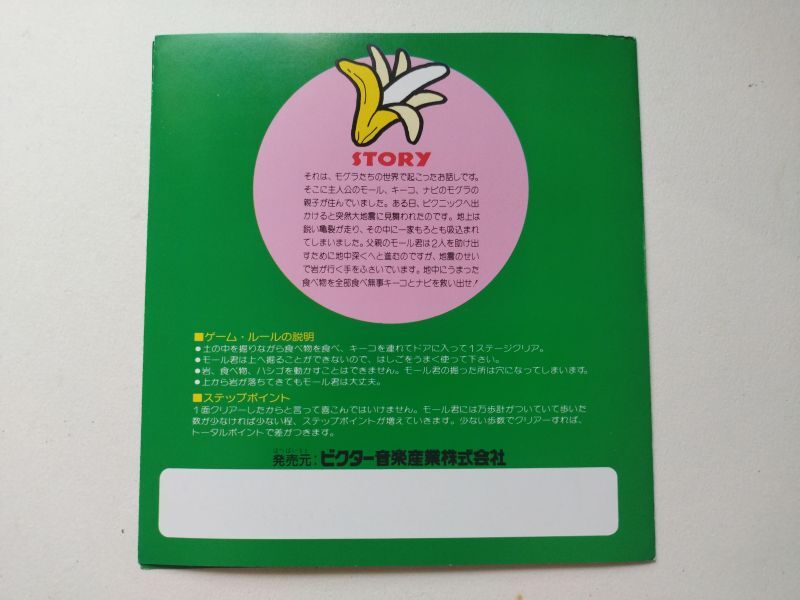 STORY
それは、モグラたちの世界で起こったお話しです。
そこに主人公のモール、キーコ、ナビのモグラの
親子が住んでいました。ある日、ピクニックへ出
かけると突然大地震に見舞われたのです。地上は
鋭い亀裂が走り、その中に一家もろとも吸込まれ
てしまいました。父親のモール君は2人を助け出
すために地中深くへと進むのですが、地震のせい
で岩が行く手をふさいでいます。地中にうまった
食べ物を全部食べ無事キーコとナビを救い出せ!
■ゲーム・ルールの説明
●土の中を掘りながら食べ物を食べ、キーコを連れてドアに入って1ステージクリア。
●モール君は上へ掘ることができないので、はしごをうまく使って下さい。
●岩、食べ物、ハシゴを動かすことはできません。モール君の掘った所は穴になってしまいます。
●上から岩が落ちてきてもモール君は大丈夫。
■ステップポイント
1面クリアーしたからと言って喜こんではいけません。モール君には万歩計がついていて歩いた
数が少なければ少ない程、ステップポイントが増えていきます。少ない歩数でクリアーすれば、
トータルポイントで差がつきます。
はつばいもと
発売元:ビクター音楽産業株式会社